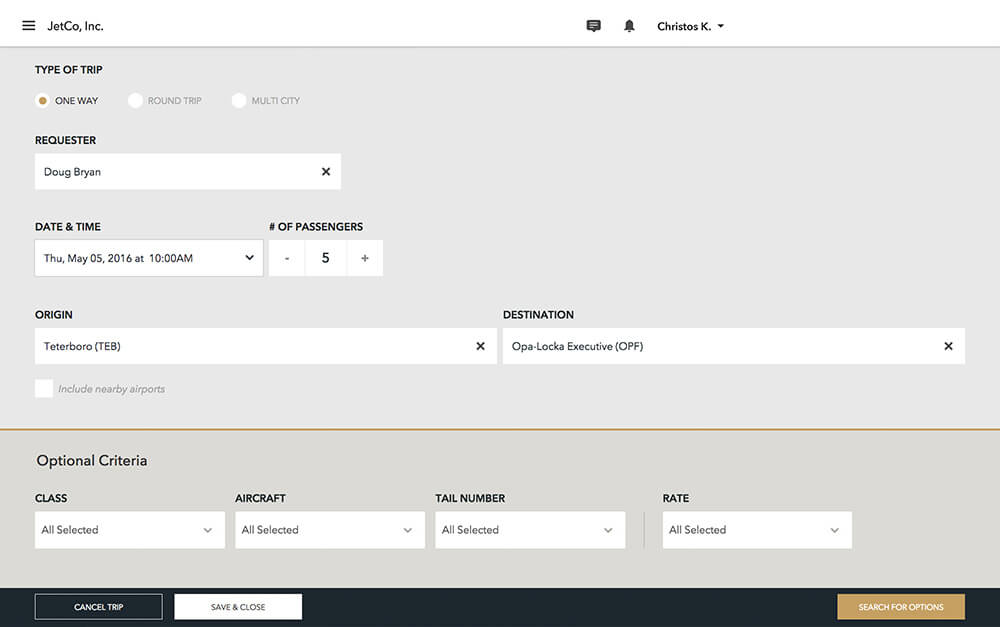 JetCo, Inc.
Christos K.
TYPE OF TRIP
ONE WAY
ROUND TRIP
MULTI CITY
REQUESTER
Doug Bryan
DATE & TIME
# OF PASSENGERS
Thu, May 05, 2016 at 10:00AM
- 5 +
ORIGIN
DESTINATION
Teterboro (TEB)
Opa-Locka Executive (OPF)
Include nearby airports
Optional Criteria
CLASS
AIRCRAFT
TAIL NUMBER
RATE
All Selected
All Selected
All Selected
All Selected
CANCEL TRIP
SAVE & CLOSE
SEARCH FOR OPTIONS